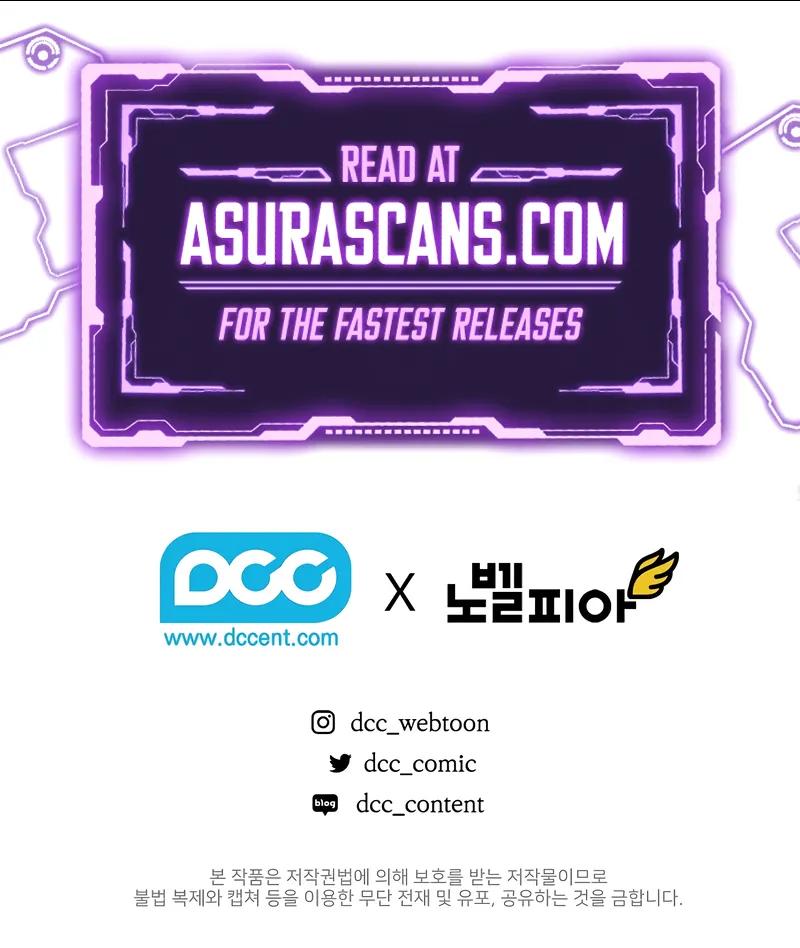 READ AT
ASURASCANS.COM
FOR THE FASTEST RELEASES
DCC X 노벨피아
www.dccent.com
dcc_webtoon
dcc_comic
blog dcc_content
본 작품은 저작권법에 의해 보호를 받는 저작물이므로
불법 복제와 캡쳐 등을 이용한 무단 전재 및 유포, 공유하는 것을 금합니다.